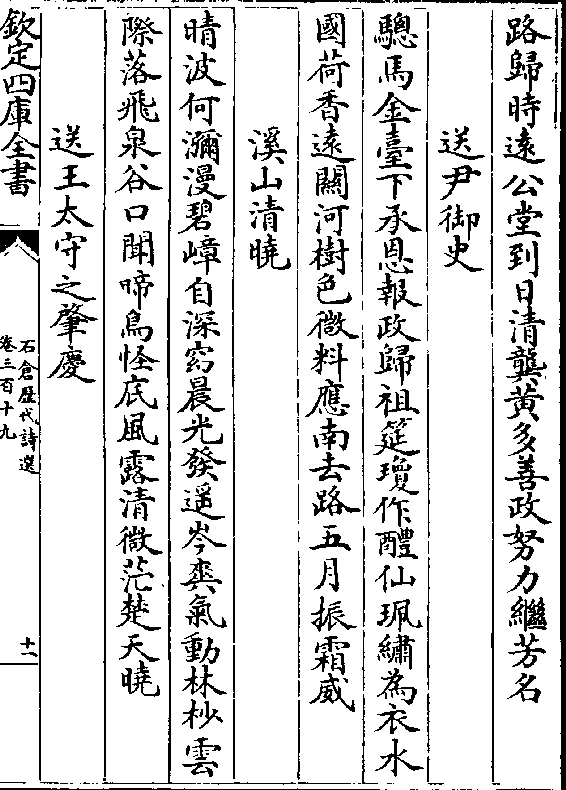 路歸時遠公堂到日清龔黃多善政努力繼芳名
送尹御史
驄馬金臺下承恩報政歸祖筵瓊作醴仙珮繡為衣水
國荷香遠關河樹色微料應南去路五月振霜威
溪山清曉
晴波何瀰漫碧嶂自深窈晨光發遥岑爽氣動林杪雲
際落飛泉谷口聞啼鳥怪底風露清微茫楚天曉
送王太守之肇慶
欽定四庫全書
石倉歷代詩選
卷三百十九
十一